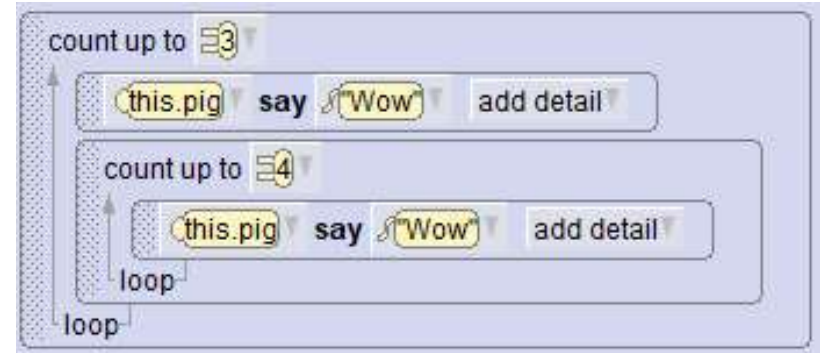 count up to 3
this.pig say "Wow" add detail
count up to 4
this.pig say "Wow" add detail
loop
loop